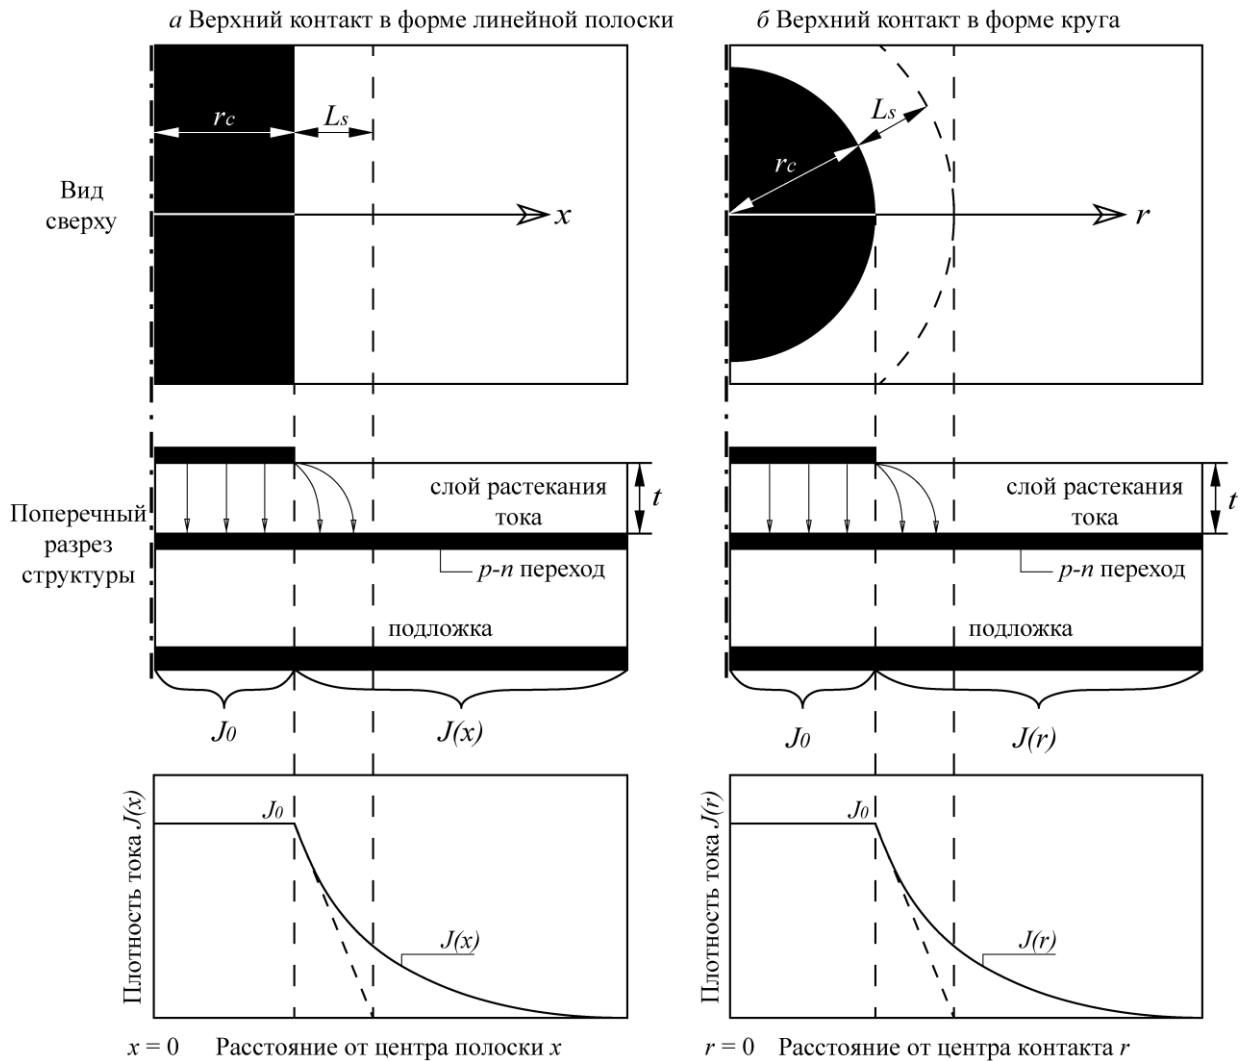 а Верхний контакт в форме линейной полоски
б Верхний контакт в форме круга
Вид
сверху
rc
Ls
x
rc
Ls
r
Поперечный
разрез
структуры
слой растекания
тока
t
p-n переход
подложка
J0
J(x)
слой растекания
тока
t
p-n переход
подложка
J0
J(r)
Плотность тока J(x)
J0
J(x)
x = 0
Расстояние от центра полоски x
Плотность тока J(r)
J0
J(r)
r = 0
Расстояние от центра контакта r